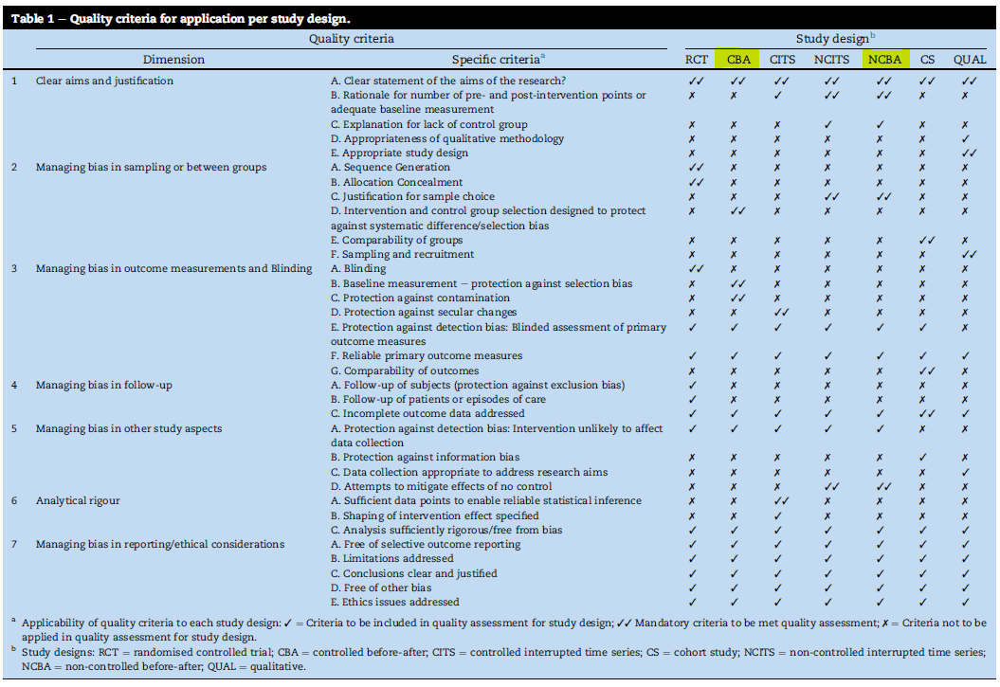 Table 1 – Quality criteria for application per study design.
Quality criteria Study design b
Dimension Specific criteria a RCT CBA CITS NCITS NCBA CS QUAL
1 Clear aims and justification A. Clear statement of the aims of the research? ✓✓ ✓✓ ✓✓ ✓✓ ✓✓ ✓✓ ✓✓
B. Rationale for number of pre- and post-intervention points or ✗ ✗ ✓ ✓✓ ✓✓ ✗ ✗
adequate baseline measurement
C. Explanation for lack of control group ✗ ✗ ✗ ✓ ✓ ✗ ✗
D. Appropriateness of qualitative methodology ✗ ✗ ✗ ✗ ✗ ✗ ✓
E. Appropriate study design ✗ ✗ ✗ ✗ ✗ ✗ ✓✓
2 Managing bias in sampling or between groups A. Sequence Generation ✓✓ ✗ ✗ ✗ ✗ ✗ ✗
B. Allocation Concealment ✓✓ ✗ ✗ ✗ ✗ ✗ ✗
C. Justification for sample choice ✗ ✗ ✗ ✓✓ ✓✓ ✗ ✗
D. Intervention and control group selection designed to protect ✗ ✓✓ ✗ ✗ ✗ ✗ ✗
against systematic difference/selection bias
E. Comparability of groups ✗ ✗ ✗ ✗ ✗ ✓✓ ✗
F. Sampling and recruitment ✗ ✗ ✗ ✗ ✗ ✗ ✓✓
3 Managing bias in outcome measurements and Blinding A. Blinding ✓✓ ✗ ✗ ✗ ✗ ✗ ✗
B. Baseline measurement – protection against selection bias ✗ ✓✓ ✗ ✗ ✗ ✗ ✗
C. Protection against contamination ✗ ✓✓ ✗ ✗ ✗ ✗ ✗
D. Protection against secular changes ✗ ✗ ✓✓ ✗ ✗ ✗ ✗
E. Protection against detection bias: Blinded assessment of primary ✓ ✓ ✓ ✓ ✓ ✓ ✗
outcome measures
F. Reliable primary outcome measures ✓ ✓ ✓ ✓ ✓ ✓ ✓
G. Comparability of outcomes ✗ ✗ ✗ ✗ ✗ ✓✓ ✗
4 Managing bias in follow-up A. Follow-up of subjects (protection against exclusion bias) ✓ ✗ ✗ ✗ ✗ ✗ ✗
B. Follow-up of patients or episodes of care ✓ ✗ ✗ ✗ ✗ ✗ ✗
C. Incomplete outcome data addressed ✓ ✓ ✓ ✓ ✓ ✓✓ ✓
5 Managing bias in other study aspects A. Protection against detection bias: Intervention unlikely to affect ✓ ✓ ✓ ✓ ✓ ✗ ✗
data collection
B. Protection against information bias ✗ ✗ ✗ ✗ ✗ ✓ ✗
C. Data collection appropriate to address research aims ✗ ✗ ✗ ✗ ✗ ✗ ✓
D. Attempts to mitigate effects of no control ✗ ✗ ✗ ✓✓ ✓✓ ✗ ✗
6 Analytical rigour A. Sufficient data points to enable reliable statistical inference ✗ ✗ ✓✓ ✗ ✗ ✗ ✗
B. Shaping of intervention effect specified ✗ ✗ ✓ ✗ ✗ ✗ ✗
C. Analysis sufficiently rigorous/free from bias ✓ ✓ ✓ ✓ ✓ ✓ ✓
7 Managing bias in reporting/ethical considerations A. Free of selective outcome reporting ✓ ✓ ✓ ✓ ✓ ✓ ✓
B. Limitations addressed ✓ ✓ ✓ ✓ ✓ ✓ ✓
C. Conclusions clear and justified ✓ ✓ ✓ ✓ ✓ ✓ ✓
D. Free of other bias ✓ ✓ ✓ ✓ ✓ ✓ ✓
E. Ethics issues addressed ✓ ✓ ✓ ✓ ✓ ✓ ✓
a Applicability of quality criteria to each study design: ✓ = Criteria to be included in quality assessment for study design; ✓✓ Mandatory criteria to be met quality assessment; ✗ = Criteria not to be
applied in quality assessment for study design.
b Study designs: RCT = randomised controlled trial; CBA = controlled before-after; CITS = controlled interrupted time series; CS = cohort study; NCITS = non-controlled interrupted time series;
NCBA = non-controlled before-after; QUAL = qualitative.